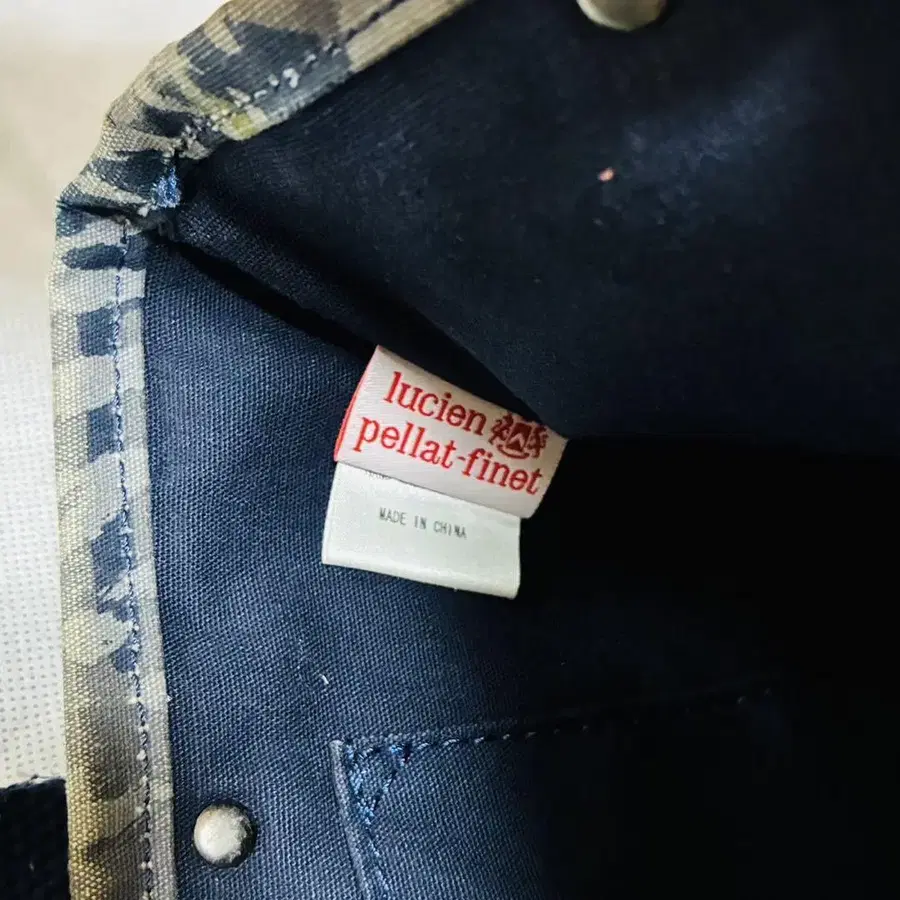 lucien
pellat-finet
MADE IN CHINA